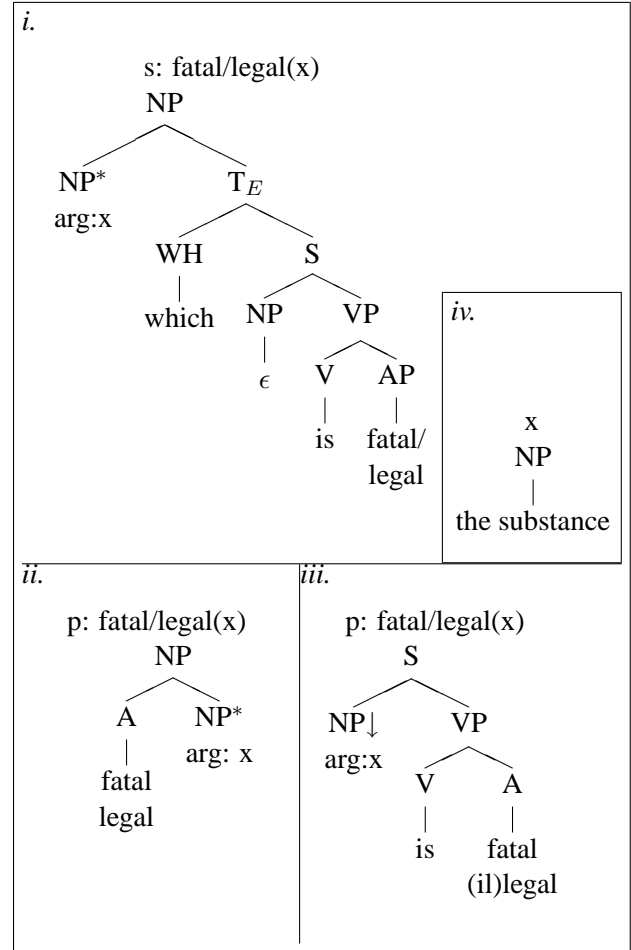 i.
s: fatal/legal(x)
NP
NP* T_E
arg:x
WH S
which NP VP
ϵ V AP
is fatal/
legal
iv.
x
NP
the substance
ii.
p: fatal/legal(x)
NP
A NP*
arg: x
fatal
legal
iii.
p: fatal/legal(x)
S
NP↓ VP
arg:x
V A
is fatal
(il)legal